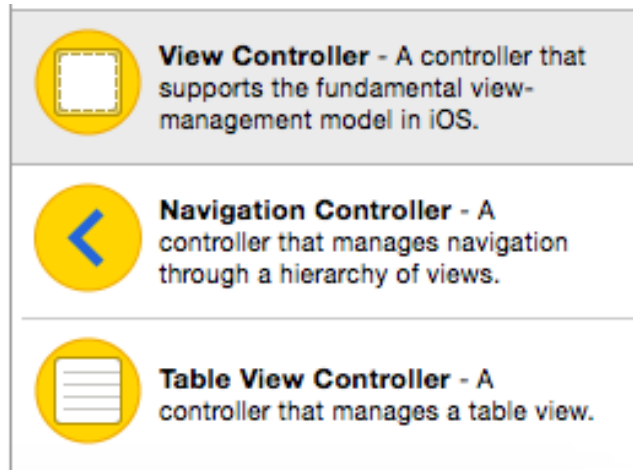 View Controller - A controller that
supports the fundamental view-
management model in iOS.
Navigation Controller - A
controller that manages navigation
through a hierarchy of views.
Table View Controller - A
controller that manages a table view.